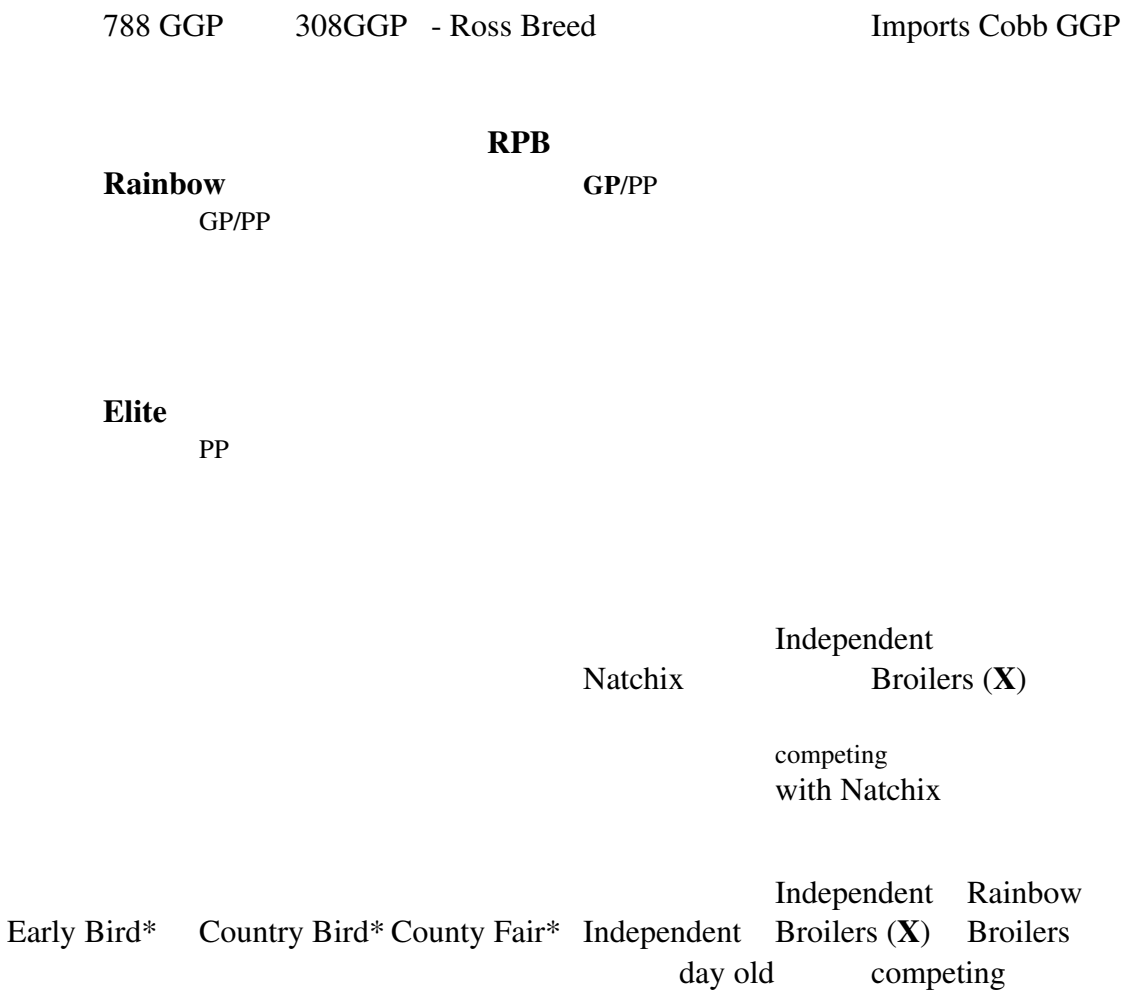 788 GGP 308GGP - Ross Breed Imports Cobb GGP
RPB
Rainbow GP/PP
GP/PP
Elite
PP
Independent
Natchix Broilers (X)
competing
with Natchix
Independent Rainbow
Early Bird* Country Bird* County Fair* Independent Broilers (X) Broilers
day old competing